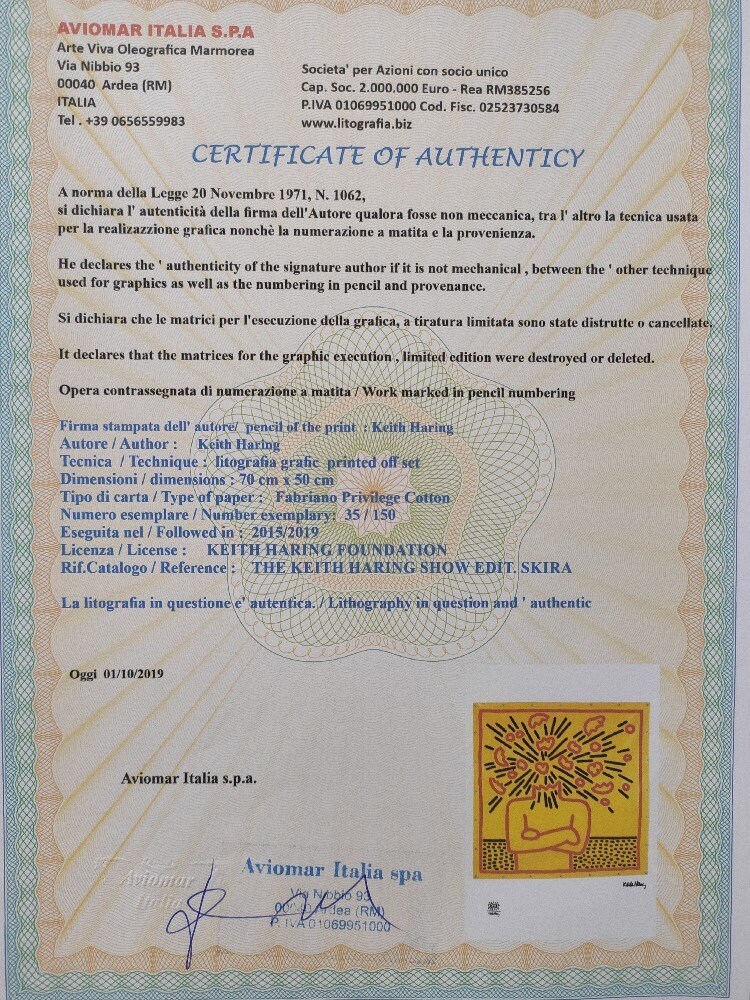 AVIOMAR ITALIA S.P.A
Arte Viva Oleografica Marmorea
Via Nibbio 93
00040 Ardea (RM)
ITALIA
Tel . +39 0656559983
Societa' per Azioni con socio unico
Cap. Soc. 2.000.000 Euro - Rea RM385256
P.IVA 01069951000 Cod. Fisc. 02523730584
www.litografia.biz
CERTIFICATE OF AUTHENTICY
A norma della Legge 20 Novembre 1971, N. 1062,
si dichiara l' autenticità della firma dell'Autore qualora fosse non meccanica, tra l' altro la tecnica usata
per la realizazzione grafica nonchè la numerazione a matita e la provenienza.
He declares the ' authenticity of the signature author if it is not mechanical , between the ' other technique
used for graphics as well as the numbering in pencil and provenance.
Si dichiara che le matrici per l'esecuzione della grafica, a tiratura limitata sono state distrutte o cancellate.
It declares that the matrices for the graphic execution , limited edition were destroyed or deleted.
Opera contrassegnata di numerazione a matita / Work marked in pencil numbering
Firma stampata dell' autore/ pencil of the print : Keith Haring
Autore / Author : Keith Haring
Tecnica / Technique : litografia grafic printed off set
Dimensioni / dimensions : 70 cm x 50 cm
Tipo di carta / Type of paper : Fabriano Privilege Cotton
Numero esemplare / Number exemplary: 35 / 150
Eseguita nel / Followed in : 2015/2019
Licenza / License : KEITH HARING FOUNDATION
Rif.Catalogo / Reference : THE KEITH HARING SHOW EDIT. SKIRA
La litografia in questione e' autentica. / Lithography in question and ' authentic
Oggi 01/10/2019
Aviomar Italia s.p.a.
Aviomar
Italia
Aviomar Italia spa
Via Nibbio 93
00040 Ardea (RM)
P. IVA 01069951000